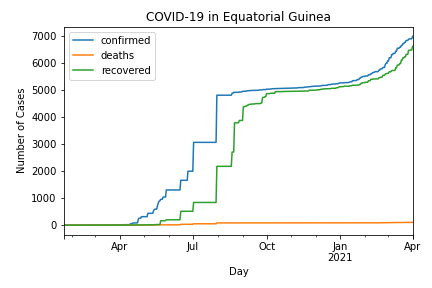 COVID-19 in Equatorial Guinea
confirmed
deaths
recovered
Number of Cases
7000
6000
5000
4000
3000
2000
1000
0
Apr Jul Oct Jan Apr
2021
Day